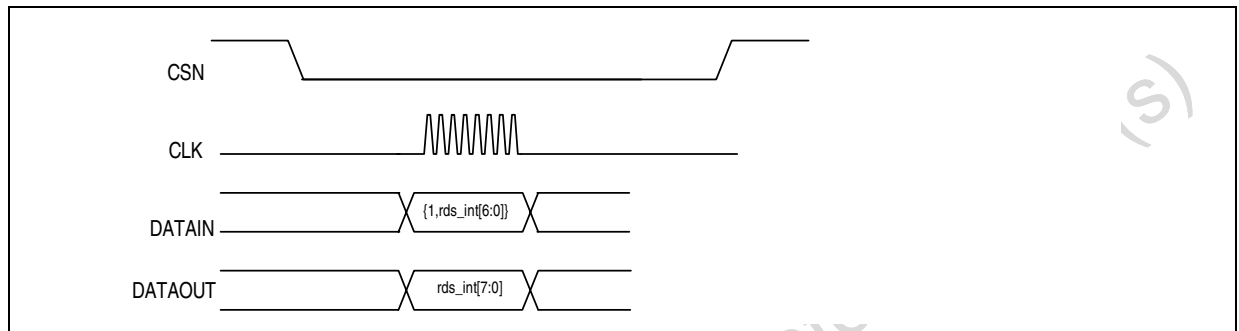 CSN
CLK
{1,rds_int[6:0]}
DATAIN
rds_int[7:0]
DATAOUT
(s)